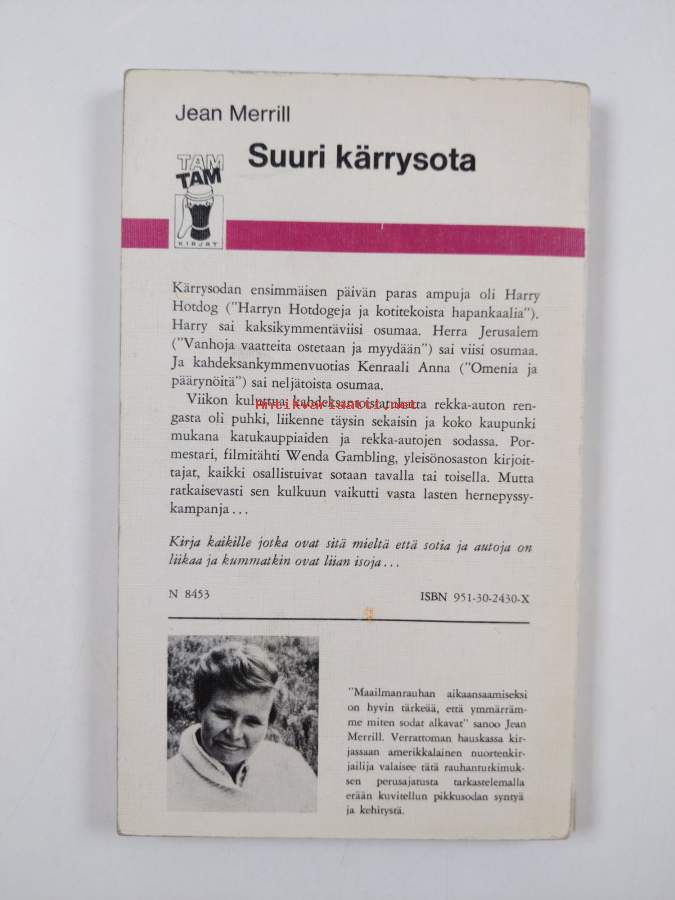 Jean Merrill
Suuri kärrysota
TAM
TAM
KIRJAT
Kärrysodan ensimmäisen päivän paras ampuja oli Harry
Hotdog ("Harryn Hotdogeja ja kotitekoista hapankaalia").
Harry sai kaksikymmentäviisi osumaa. Herra Jerusalem
("Vanhoja vaatteita ostetaan ja myydään") sai viisi osumaa.
Ja kahdeksankymmenvuotias Kenraali Anna ("Omenia ja
päärynöitä") sai neljätoista osumaa.
Viikon kuluttua kahdeksantoistatuhatta rekka-auton ren-
Antikvariaatti.net
gasta oli puhki, liikenne täysin sekaisin ja koko kaupunki
mukana katukauppiaiden ja rekka-autojen sodassa. Por-
mestari, filmitähti Wenda Gambling, yleisönosaston kirjoit-
tajat, kaikki osallistuivat sotaan tavalla tai toisella. Mutta
ratkaisevasti sen kulkuun vaikutti vasta lasten hernepyssy-
kampanja...
Kirja kaikille jotka ovat sitä mieltä että sotia ja autoja on
liikaa ja kummatkin ovat liian isoja...
N 8453 ISBN 951-30-2430-X
"Maailmanrauhan aikaansaamiseksi
on hyvin tärkeää, että ymmärräm-
me miten sodat alkavat" sanoo Jean
Merrill. Verrattoman hauskassa kir-
jassaan amerikkalainen nuortenkir-
jailija valaisee tätä rauhantutkimuk-
sen perusajatusta tarkastelemalla
erään kuvitellun pikkusodan syntyä
ja kehitystä.